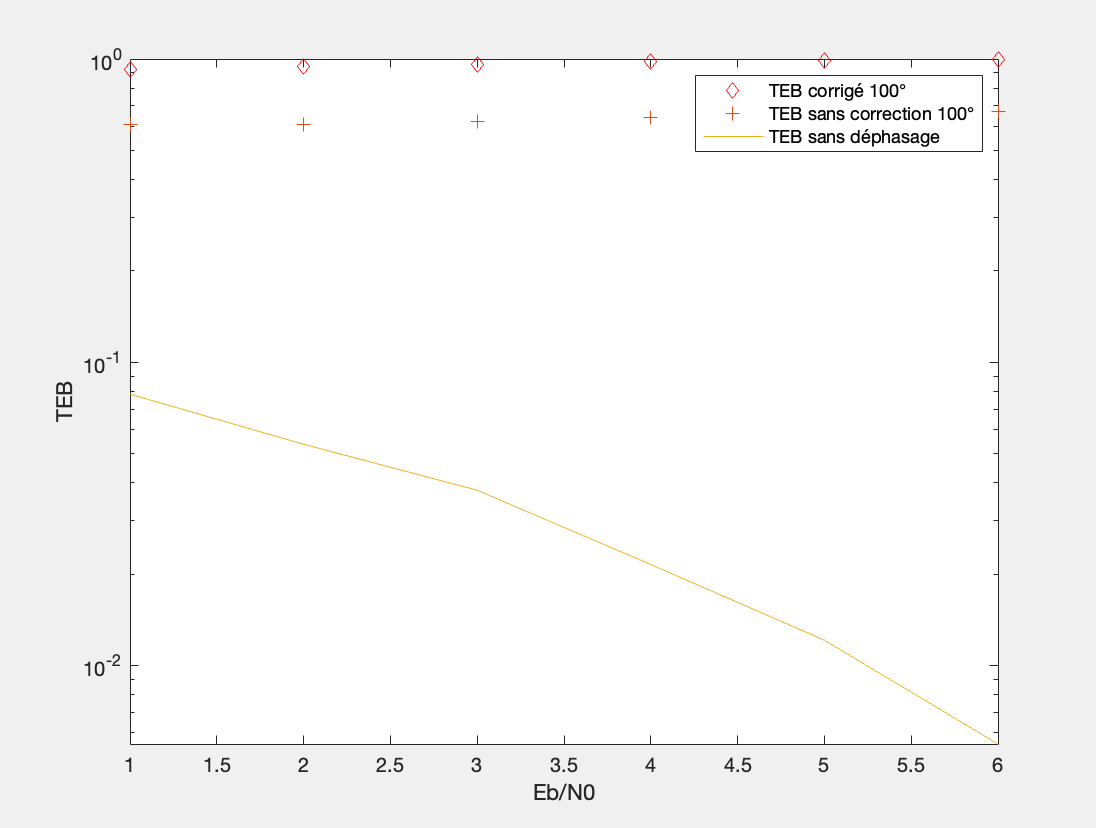 10^0
TEB corrigé 100°
TEB sans correction 100°
TEB sans déphasage
10^-1
TEB
10^-2
1 1.5 2 2.5 3 3.5 4 4.5 5 5.5 6
Eb/N0